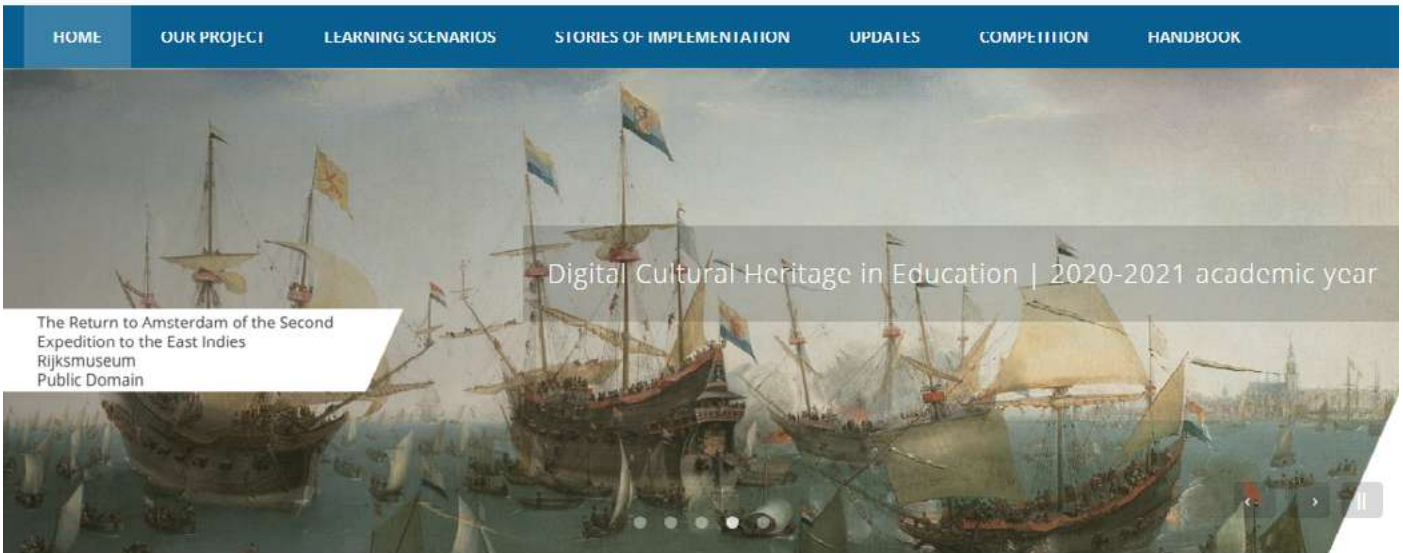 HOME OUR PROJECT LEARNING SCENARIOS STORIES OF IMPLEMENTATION UPDATES COMPETITION HANDBOOK
Digital Cultural Heritage in Education | 2020-2021 academic year
The Return to Amsterdam of the Second
Expedition to the East Indies
Rijksmuseum
Public Domain